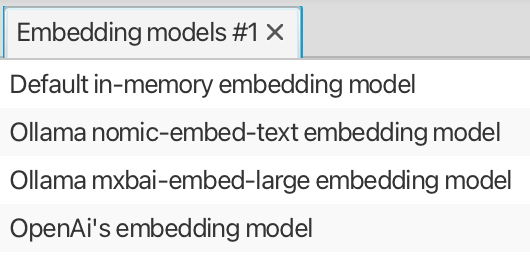 Embedding models #1
Default in-memory embedding model
Ollama nomic-embed-text embedding model
Ollama mxbai-embed-large embedding model
OpenAi's embedding model